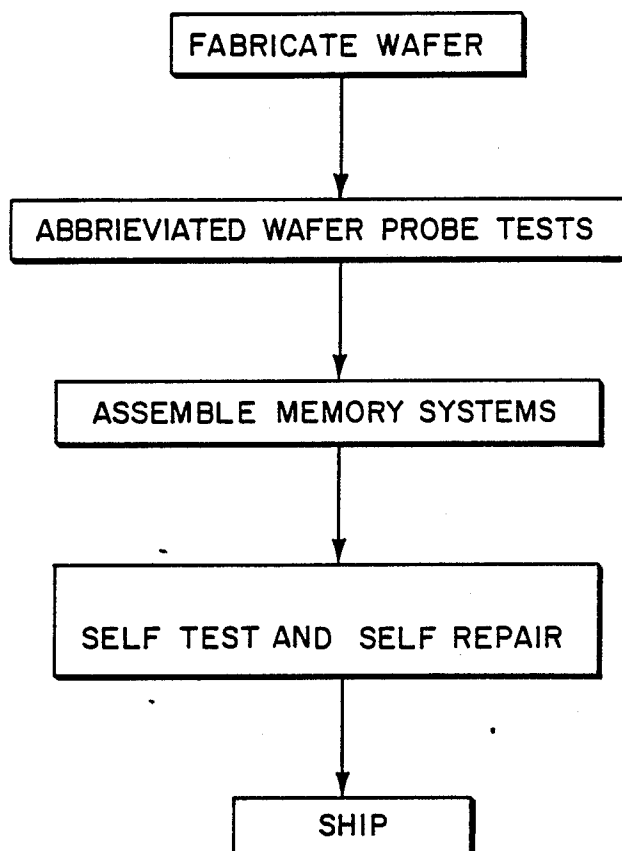 FABRICATE WAFER
ABBRIEVIATED WAFER PROBE TESTS
ASSEMBLE MEMORY SYSTEMS
SELF TEST AND SELF REPAIR
SHIP